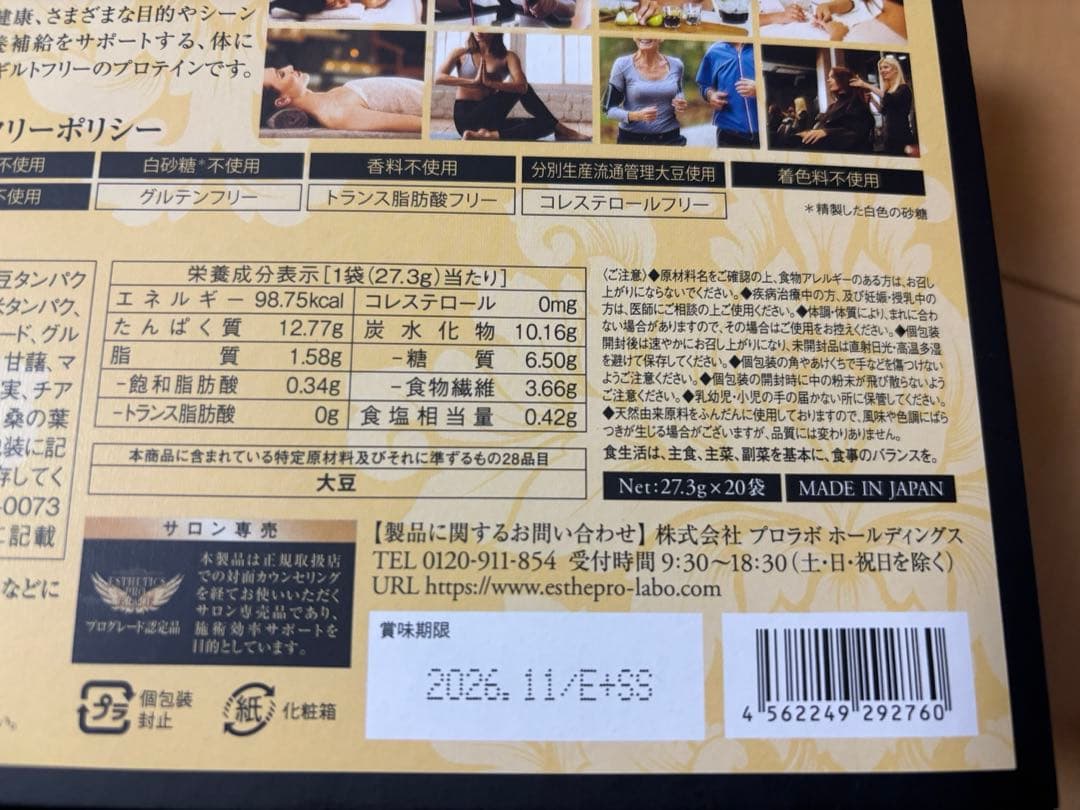 健康、さまざまな目的やシーン
養補給をサポートする、体に
ギルトフリーのプロテインです。
フリーポリシー
不使用
白砂糖*不使用
香料不使用
分別生産流通管理大豆使用
着色料不使用
不使用
グルテンフリー
トランス脂肪酸フリー
コレステロールフリー
*精製した白色の砂糖
豆タンパク
タンパク、
ード、グル
甘藷、マ
実、チア
桑の葉
包装に記
存してく
-0073
に記載
などに
栄養成分表示[1袋(27.3g)当たり]
エネルギー 98.75kcal コレステロール 0mg
たんぱく質 12.77g 炭水化物 10.16g
脂質 1.58g -糖質 6.50g
-飽和脂肪酸 0.34g -食物繊維 3.66g
-トランス脂肪酸 0g 食塩相当量 0.42g
本商品に含まれている特定原材料及びそれに準ずるもの28品目
大豆
〈ご注意〉◆原材料名をご確認の上、食物アレルギーのある方は、お召し
上がりにならないでください。◆疾病治療中の方、及び妊娠・授乳中の
方は、医師にご相談の上ご使用ください。◆体調・体質により、まれに合わ
ない場合がありますので、その場合はご使用をお控えください。◆個包装
開封後は速やかにお召し上がりになり、未開封品は直射日光・高温多湿
を避けて保存してください。◆個包装の角やあけくちで手などを傷つけない
ようご注意ください。◆個包装の開封時に中の粉末が飛び散らないよう
ご注意ください。◆乳幼児・小児の手の届かない所に保管してください。
◆天然由来原料をふんだんに使用しておりますので、風味や色調にばら
つきが生じる場合がございますが、品質には変わりありません。
食生活は、主食、主菜、副菜を基本に、食事のバランスを。
Net:27.3g×20袋
MADE IN JAPAN
サロン専売
ESTHETICS
PRO
LABO
プログレード認定品
本製品は正規取扱店
での対面カウンセリング
を経てお使いいただく
サロン専売品であり、
施術効率サポートを
目的としています。
【製品に関するお問い合わせ】株式会社 プロラボ ホールディングス
TEL 0120-911-854 受付時間 9:30～18:30(土・日・祝日を除く)
URL https://www.esthepro-labo.com
プラ
個包装
封止
紙
化粧箱
賞味期限
2026.11/E+SS
4 562249 292760